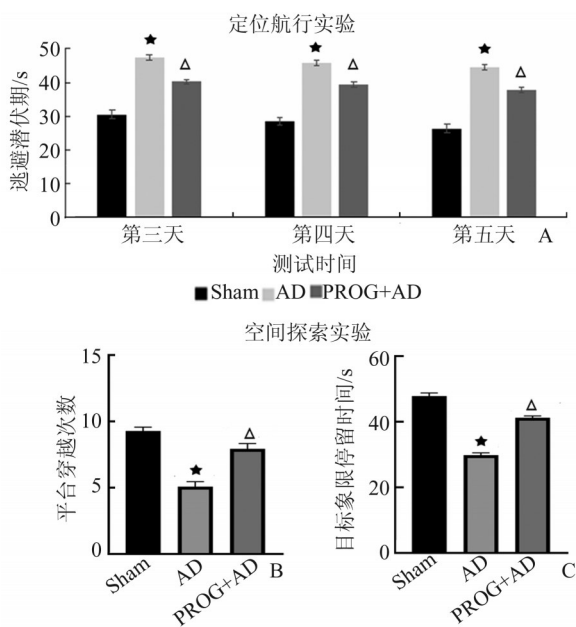 定位航行实验
50
40
30
20
10
0
逃避潜伏期/s
★ △ ★ △ ★ △
第三天 第四天 第五天 A
测试时间
■Sham ■AD ■PROG+AD
空间探索实验
15
10
5
0
平台穿越次数
★ △
Sham AD PROG+AD B
60
40
20
0
目标象限停留时间/s
★ △
Sham AD PROG+AD C